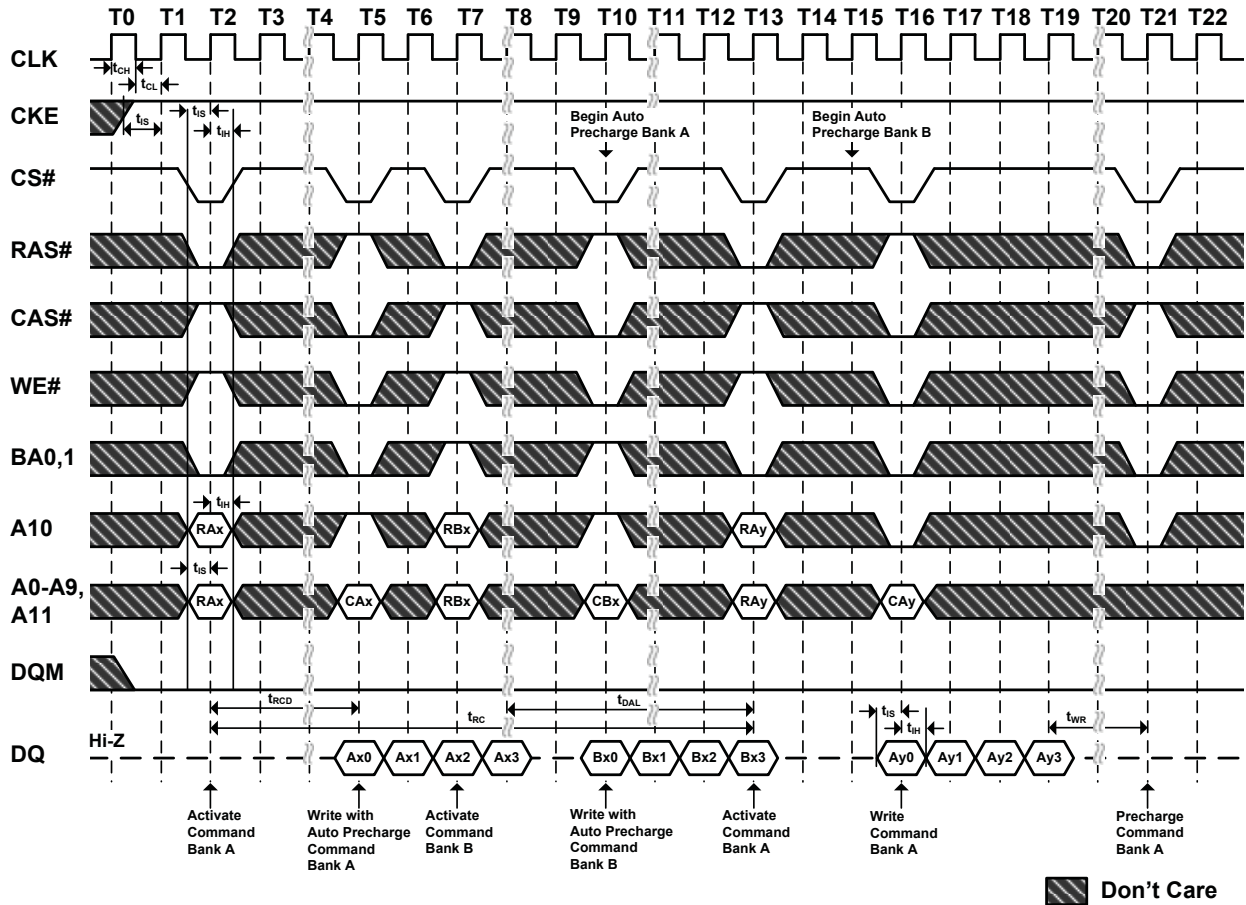 T0 T1 T2 T3 T4 T5 T6 T7 T8 T9 T10 T11 T12 T13 T14 T15 T16 T17 T18 T19 T20 T21 T22
CLK
tCH
tCL
CKE
tIS
tIS
tIH
Begin Auto
Precharge Bank A
Begin Auto
Precharge Bank B
CS#
RAS#
CAS#
WE#
BA0,1
tIH
A10
RAx RBx RAy
tIS
A0-A9,
A11
RAx CAx RBx CBx RAy CAy
DQM
tRCD
tRC
tDAL
tIS
tIH
tWR
Hi-Z
DQ
Ax0 Ax1 Ax2 Ax3 Bx0 Bx1 Bx2 Bx3 Ay0 Ay1 Ay2 Ay3
Activate
Command
Bank A
Write with
Auto Precharge
Command
Bank A
Activate
Command
Bank B
Write with
Auto Precharge
Command
Bank B
Activate
Command
Bank A
Write
Command
Bank A
Precharge
Command
Bank A
Don't Care